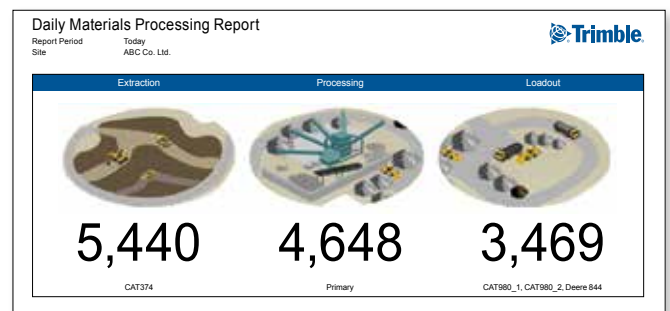 Daily Materials Processing Report
Trimble
Report Period Today
Site ABC Co. Ltd.
Extraction Processing Loadout
5,440 4,648 3,469
CAT374 Primary CAT980_1, CAT980_2, Deere 844